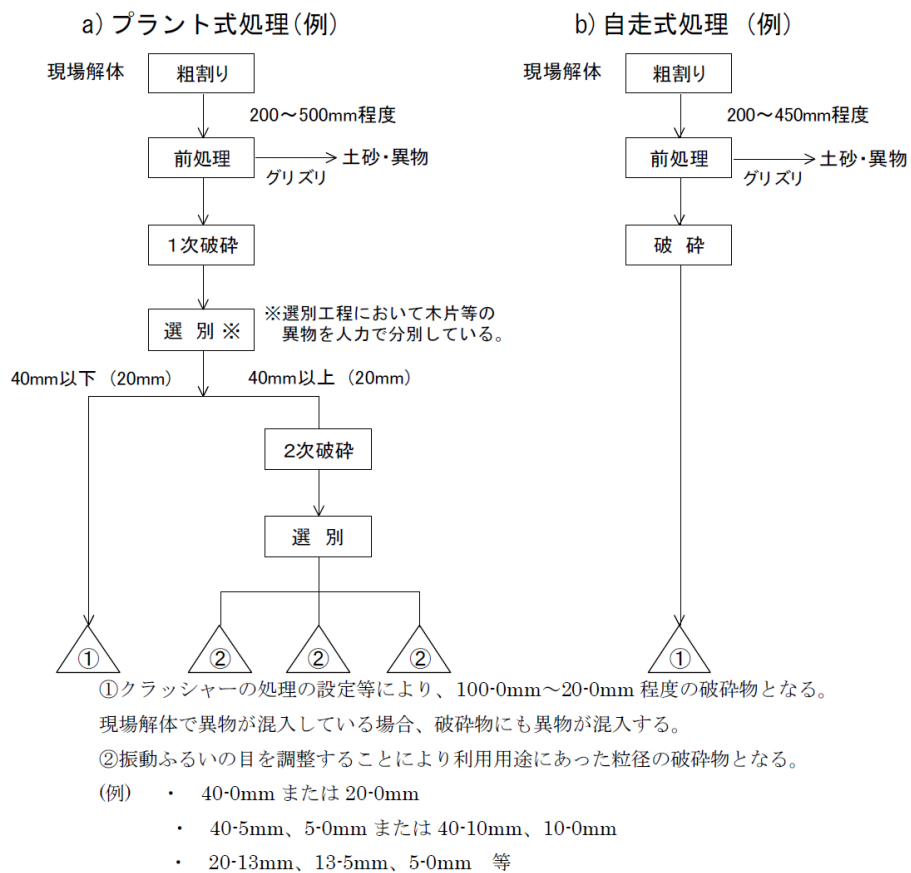 a) プラント式処理(例)
現場解体
粗割り
200～500mm程度
前処理
土砂・異物
グリズリ
1次破砕
選 別 ※
※選別工程において木片等の
異物を人力で分別している。
40mm以下 (20mm)
40mm以上 (20mm)
2次破砕
選 別
①
②
②
②
b) 自走式処理 (例)
現場解体
粗割り
200～450mm程度
前処理
土砂・異物
グリズリ
破 砕
①
①クラッシャーの処理の設定等により、100-0mm～20-0mm 程度の破砕物となる。
現場解体で異物が混入している場合、破砕物にも異物が混入する。
②振動ふるいの目を調整することにより利用用途にあった粒径の破砕物となる。
(例) ・ 40-0mm または 20-0mm
・ 40-5mm、5-0mm または 40-10mm、10-0mm
・ 20-13mm、13-5mm、5-0mm 等